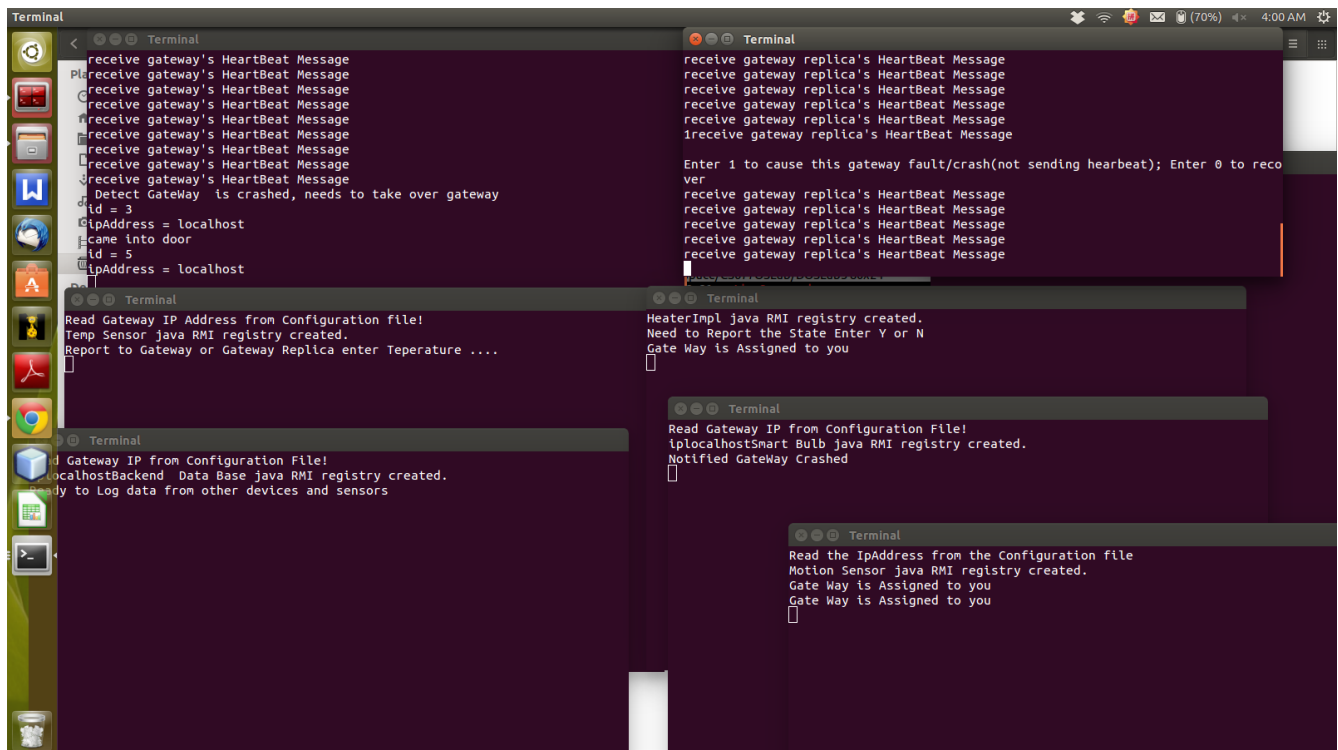 Terminal
(70%)
4:00 AM
Terminal
receive gateway's HeartBeat Message
receive gateway's HeartBeat Message
receive gateway's HeartBeat Message
receive gateway's HeartBeat Message
receive gateway's HeartBeat Message
receive gateway's HeartBeat Message
receive gateway's HeartBeat Message
receive gateway's HeartBeat Message
receive gateway's HeartBeat Message
Detect GateWay  is crashed, needs to take over gateway
id = 3
ipAddress = localhost
came into door
id = 5
ipAddress = localhost
Terminal
receive gateway replica's HeartBeat Message
receive gateway replica's HeartBeat Message
receive gateway replica's HeartBeat Message
receive gateway replica's HeartBeat Message
receive gateway replica's HeartBeat Message
1receive gateway replica's HeartBeat Message
Enter 1 to cause this gateway fault/crash(not sending hearbeat); Enter 0 to reco
ver
receive gateway replica's HeartBeat Message
receive gateway replica's HeartBeat Message
receive gateway replica's HeartBeat Message
receive gateway replica's HeartBeat Message
receive gateway replica's HeartBeat Message
Terminal
Read Gateway IP Address from Configuration file!
Temp Sensor java RMI registry created.
Report to Gateway or Gateway Replica enter Teperature ....
Terminal
HeaterImpl java RMI registry created.
Need to Report the State Enter Y or N
Gate Way is Assigned to you
Terminal
Read Gateway IP from Configuration File!
iplocalhostSmart Bulb java RMI registry created.
Notified GateWay Crashed
Terminal
Gateway IP from Configuration File!
localhostBackend  Data Base java RMI registry created.
to Log data from other devices and sensors
Terminal
Read the IpAddress from the Configuration file
Motion Sensor java RMI registry created.
Gate Way is Assigned to you
Gate Way is Assigned to you